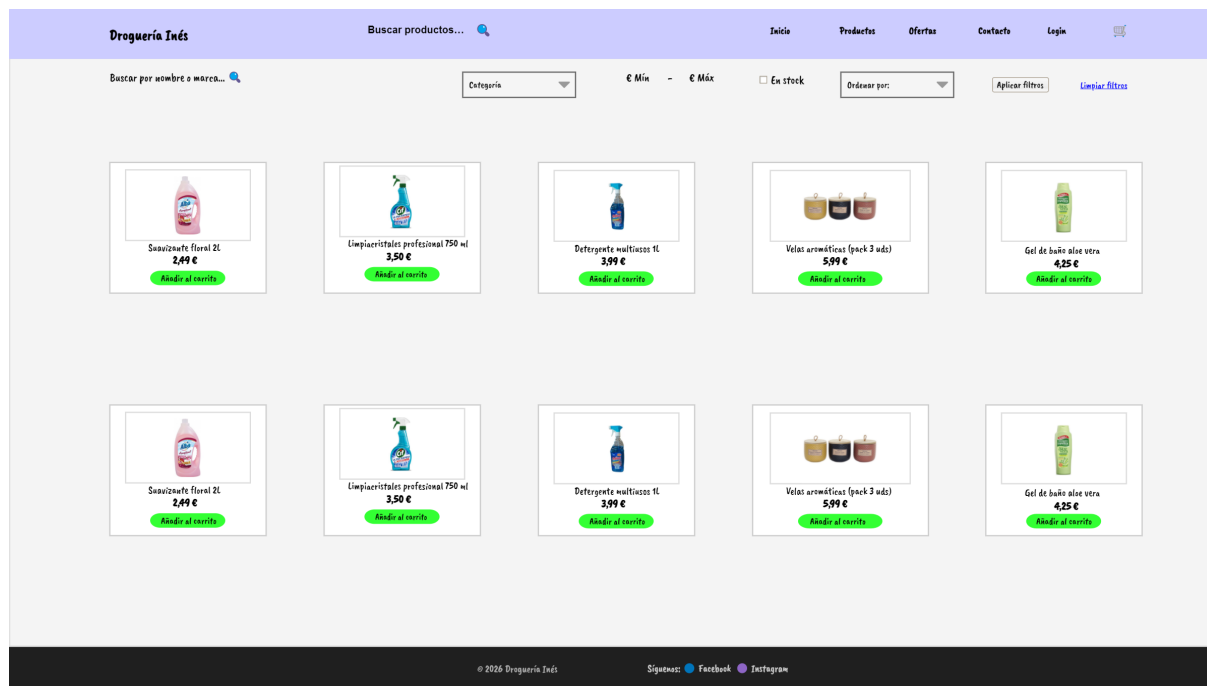 Droguería Inés
Buscar productos... 🔍
Inicio Productos Ofertas Contacto Login 🛒
Buscar por nombre o marca... 🔍
Categoría
€ Mín - € Máx
En stock
Ordenar por:
Aplicar filtros
Limpiar filtros
Suavizante floral 2L
2,49 €
Añadir al carrito
Cif
Limpiacristales profesional 750 ml
3,50 €
Añadir al carrito
Detergente multiusos 1L
3,99 €
Añadir al carrito
Velas aromáticas (pack 3 uds)
5,99 €
Añadir al carrito
Gel de baño aloe vera
4,25 €
Añadir al carrito
Suavizante floral 2L
2,49 €
Añadir al carrito
Cif
Limpiacristales profesional 750 ml
3,50 €
Añadir al carrito
Detergente multiusos 1L
3,99 €
Añadir al carrito
Velas aromáticas (pack 3 uds)
5,99 €
Añadir al carrito
Gel de baño aloe vera
4,25 €
Añadir al carrito
© 2026 Droguería Inés
Síguenos: Facebook Instagram